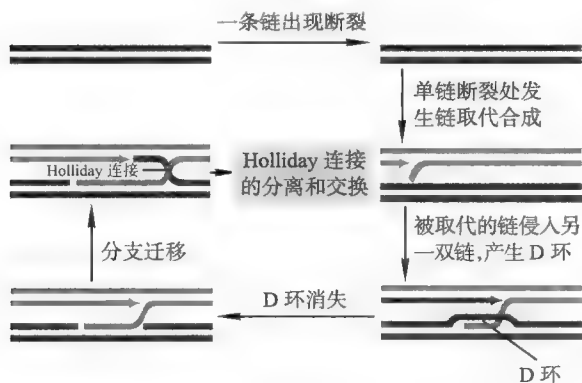 一条链出现断裂
单链断裂处发
生链取代合成
Holliday 连接
Holliday 连接
的分离和交换
分支迁移
被取代的链侵入另
一双链,产生 D 环
D 环消失
D 环